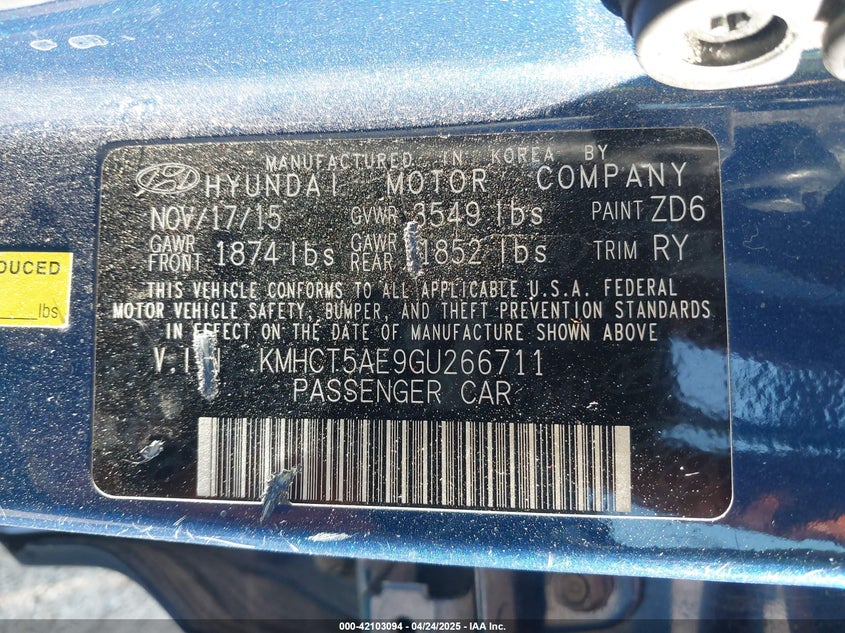 MANUFACTURED IN KOREA BY
HYUNDAI MOTOR COMPANY
NOV/17/15 GVWR 3549 lbs PAINT ZD6
GAWR FRONT 1874 lbs GAWR REAR 1852 lbs TRIM RY
THIS VEHICLE CONFORMS TO ALL APPLICABLE U.S.A. FEDERAL
MOTOR VEHICLE SAFETY, BUMPER, AND THEFT PREVENTION STANDARDS
IN EFFECT ON THE DATE OF MANUFACTURE SHOWN ABOVE
V.I.N KMHCT5AE9GU266711
PASSENGER CAR
DUCED
lbs
000-42103094 - 04/24/2025 - IAA Inc.